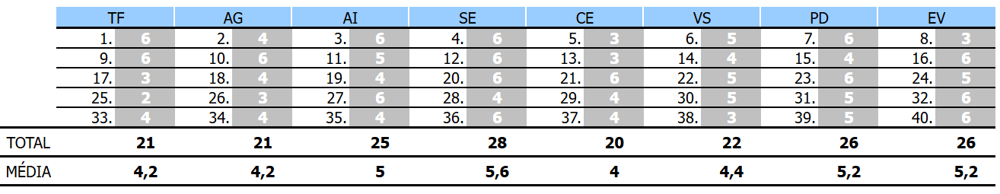 TF AG AI SE CE VS PD EV
1. 6 2. 4 3. 6 4. 6 5. 3 6. 5 7. 6 8. 3
9. 6 10. 6 11. 5 12. 6 13. 3 14. 4 15. 4 16. 6
17. 3 18. 4 19. 4 20. 6 21. 6 22. 5 23. 6 24. 5
25. 2 26. 3 27. 6 28. 4 29. 4 30. 5 31. 5 32. 6
33. 4 34. 4 35. 4 36. 6 37. 4 38. 3 39. 5 40. 6
TOTAL 21 21 25 28 20 22 26 26
MÉDIA 4,2 4,2 5 5,6 4 4,4 5,2 5,2